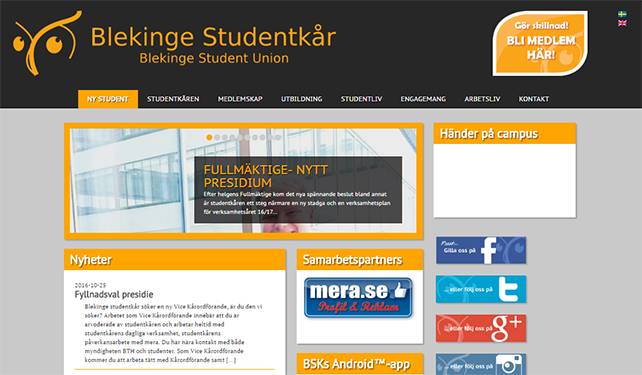 Blekinge Studentkår
Blekinge Student Union
Gör skillnad!
BLI MEDLEM
HÄR!
NY STUDENT STUDENTKÅREN MEDLEMSKAP UTBILDNING STUDENTLIV ENGAGEMANG ARBETSLIV KONTAKT
FULLMÄKTIGE- NYTT
PRESIDIUM
Efter helgens Fullmäktige kom det nya spännande beslut bland annat
är studentkåren ett steg närmare en ny stadga och en verksamhetsplan
för verksamhetsåret 16/17...
Händer på campus
Nyheter
2016-10-25
Fyllnadsval presidie
Blekinge studentkår söker en ny Vice Kårordförande, är du den vi
söker? Arbetet som Vice Kårordförande innebär att du är
arvoderad av studentkåren och arbetar heltid med
studentkårens dagliga verksamhet, studentkårens
påverkansarbete med mera. Du har nära kontakt med både
myndigheten BTH och studenter. Som Vice Kårordförande
kommer du att arbeta tätt med Kårordförande samt [...]
Samarbetspartners
mera.se
Profil & Reklam
BSKs Android™-app
Pssst...
Gilla oss på
...eller följ oss på
...eller följ oss på
g+
...eller följ oss på